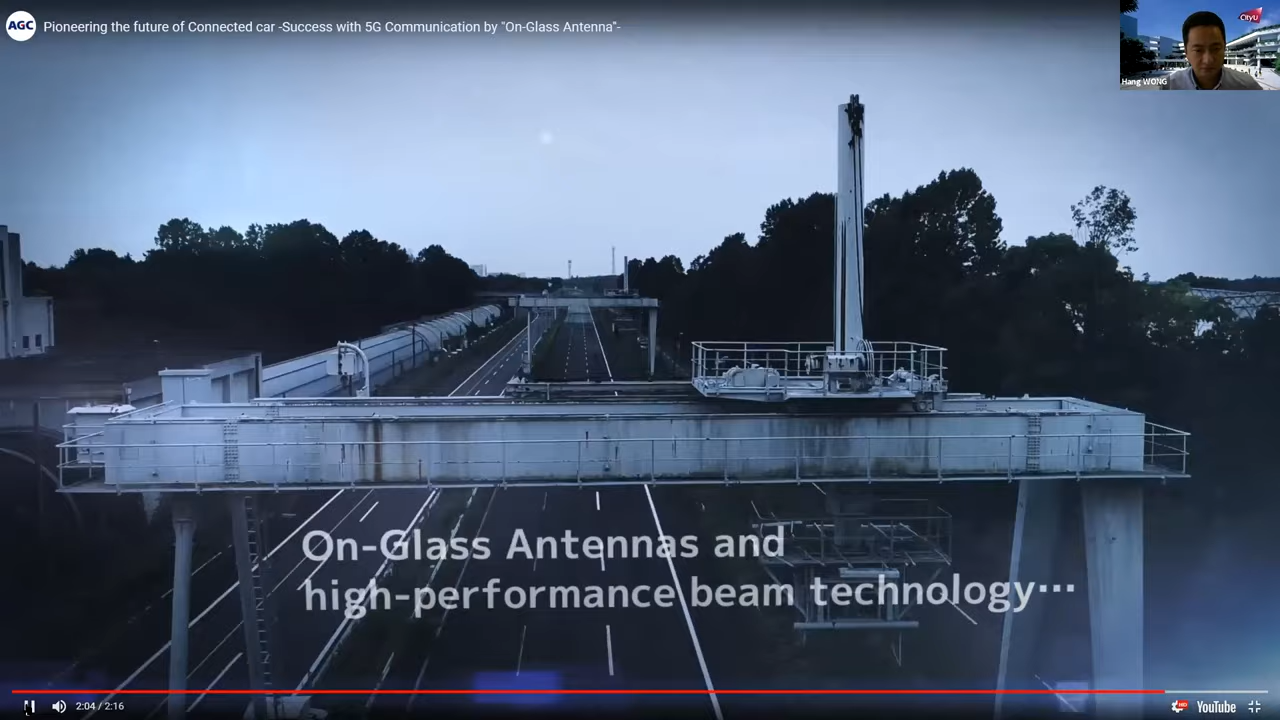 AGC
Pioneering the future of Connected car -Success with 5G Communication by "On-Glass Antenna"-
CityU
Hang WONG
On-Glass Antennas and
high-performance beam technology…
2:04 / 2:16
HD
YouTube